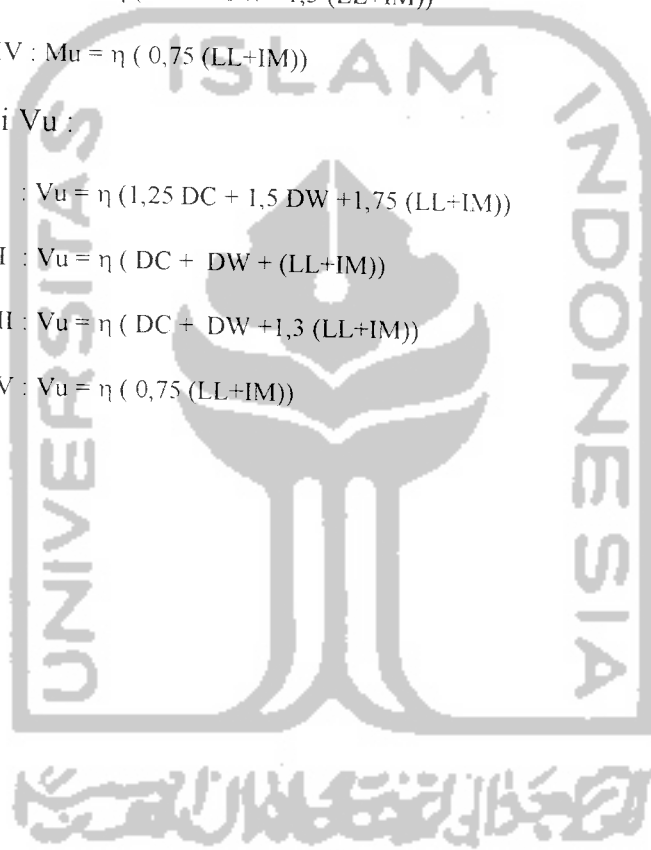 IV : Mu = η ( 0,75 (LL+IM))
i Vu :
: Vu = η (1,25 DC + 1,5 DW +1,75 (LL+IM))
I : Vu = η ( DC + DW + (LL+IM))
II : Vu = η ( DC + DW +1,3 (LL+IM))
V : Vu = η ( 0,75 (LL+IM))
UNIVERSITAS
ISLAM
INDONESIA